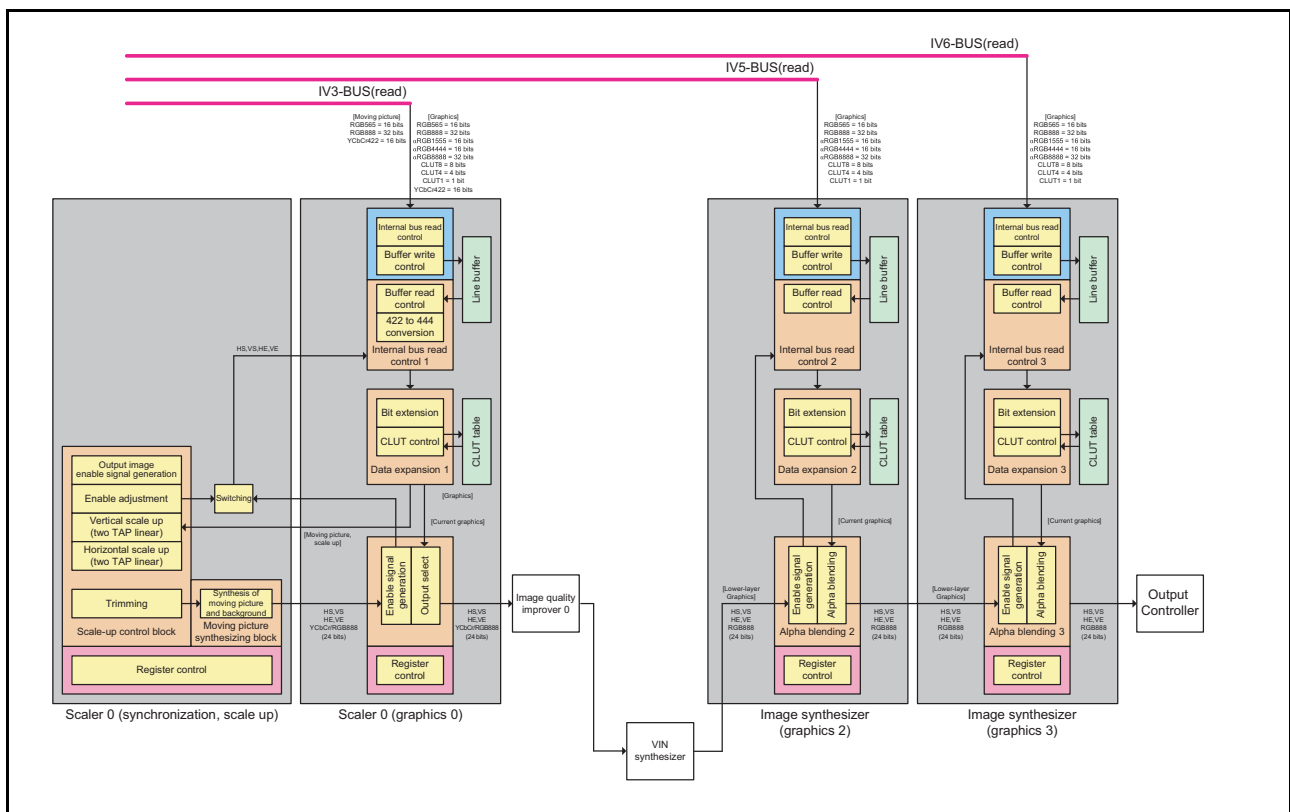 IV6-BUS(read)
IV5-BUS(read)
IV3-BUS(read)
[Moving picture]
RGB565 = 16 bits
RGB888 = 32 bits
YCbCr422 = 16 bits
[Graphics]
RGB565 = 16 bits
RGB888 = 32 bits
αRGB1555 = 16 bits
αRGB4444 = 16 bits
αRGB8888 = 32 bits
CLUT8 = 8 bits
CLUT4 = 4 bits
CLUT1 = 1 bit
YCbCr422 = 16 bits
[Graphics]
RGB565 = 16 bits
RGB888 = 32 bits
αRGB1555 = 16 bits
αRGB4444 = 16 bits
αRGB8888 = 32 bits
CLUT8 = 8 bits
CLUT4 = 4 bits
CLUT1 = 1 bit
[Graphics]
RGB565 = 16 bits
RGB888 = 32 bits
αRGB1555 = 16 bits
αRGB4444 = 16 bits
αRGB8888 = 32 bits
CLUT8 = 8 bits
CLUT4 = 4 bits
CLUT1 = 1 bit
Output image
enable signal generation
Enable adjustment
Vertical scale up
(two TAP linear)
Horizontal scale up
(two TAP linear)
Trimming
Scale-up control block
Switching
HS,VS,HE,VE
Synthesis of
moving picture
and background
Moving picture
synthesizing block
Register control
Scaler 0 (synchronization, scale up)
Internal bus read
control
Buffer write
control
Line buffer
Buffer read
control
422 to 444
conversion
Internal bus read
control 1
Bit extension
CLUT control
CLUT table
Data expansion 1
[Graphics]
[Current graphics]
[Moving picture,
scale up]
Enable signal
generation
Output select
HS,VS
HE,VE
YCbCr/RGB888
(24 bits)
HS,VS
HE,VE
YCbCr/RGB888
(24 bits)
Register
control
Scaler 0 (graphics 0)
Image quality
improver 0
VIN
synthesizer
Internal bus read
control
Buffer write
control
Line buffer
Buffer read
control
Internal bus read
control 2
Bit extension
CLUT control
CLUT table
Data expansion 2
[Current graphics]
[Lower-layer
Graphics]
HS,VS
HE,VE
RGB888
(24 bits)
Enable signal
generation
Alpha blending
Alpha blending 2
HS,VS
HE,VE
RGB888
(24 bits)
Register
control
Image synthesizer
(graphics 2)
Internal bus read
control
Buffer write
control
Line buffer
Buffer read
control
Internal bus read
control 3
Bit extension
CLUT control
CLUT table
Data expansion 3
[Current graphics]
[Lower-layer
Graphics]
HS,VS
HE,VE
RGB888
(24 bits)
Enable signal
generation
Alpha blending
Alpha blending 3
HS,VS
HE,VE
RGB888
(24 bits)
Register
control
Image synthesizer
(graphics 3)
Output
Controller